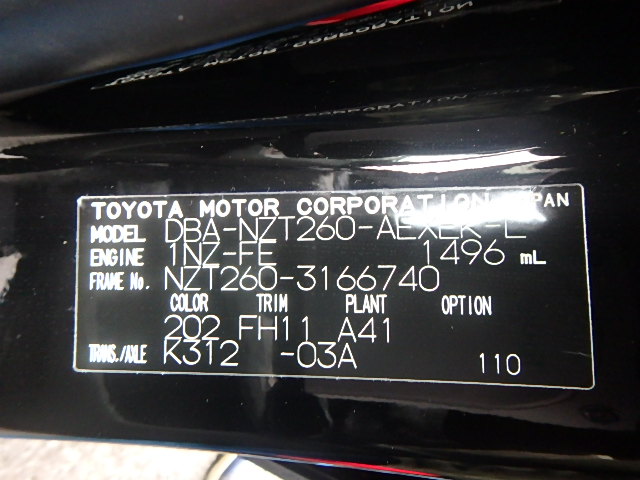 TOYOTA MOTOR CORPORATION JAPAN
MODEL DBA-NZT260-AEXEK-L
ENGINE 1NZ-FE 1496 mL
FRAME No. NZT260-3166740
COLOR TRIM PLANT OPTION
202 FH11 A41
TRANS./AXLE K312 -03A 110